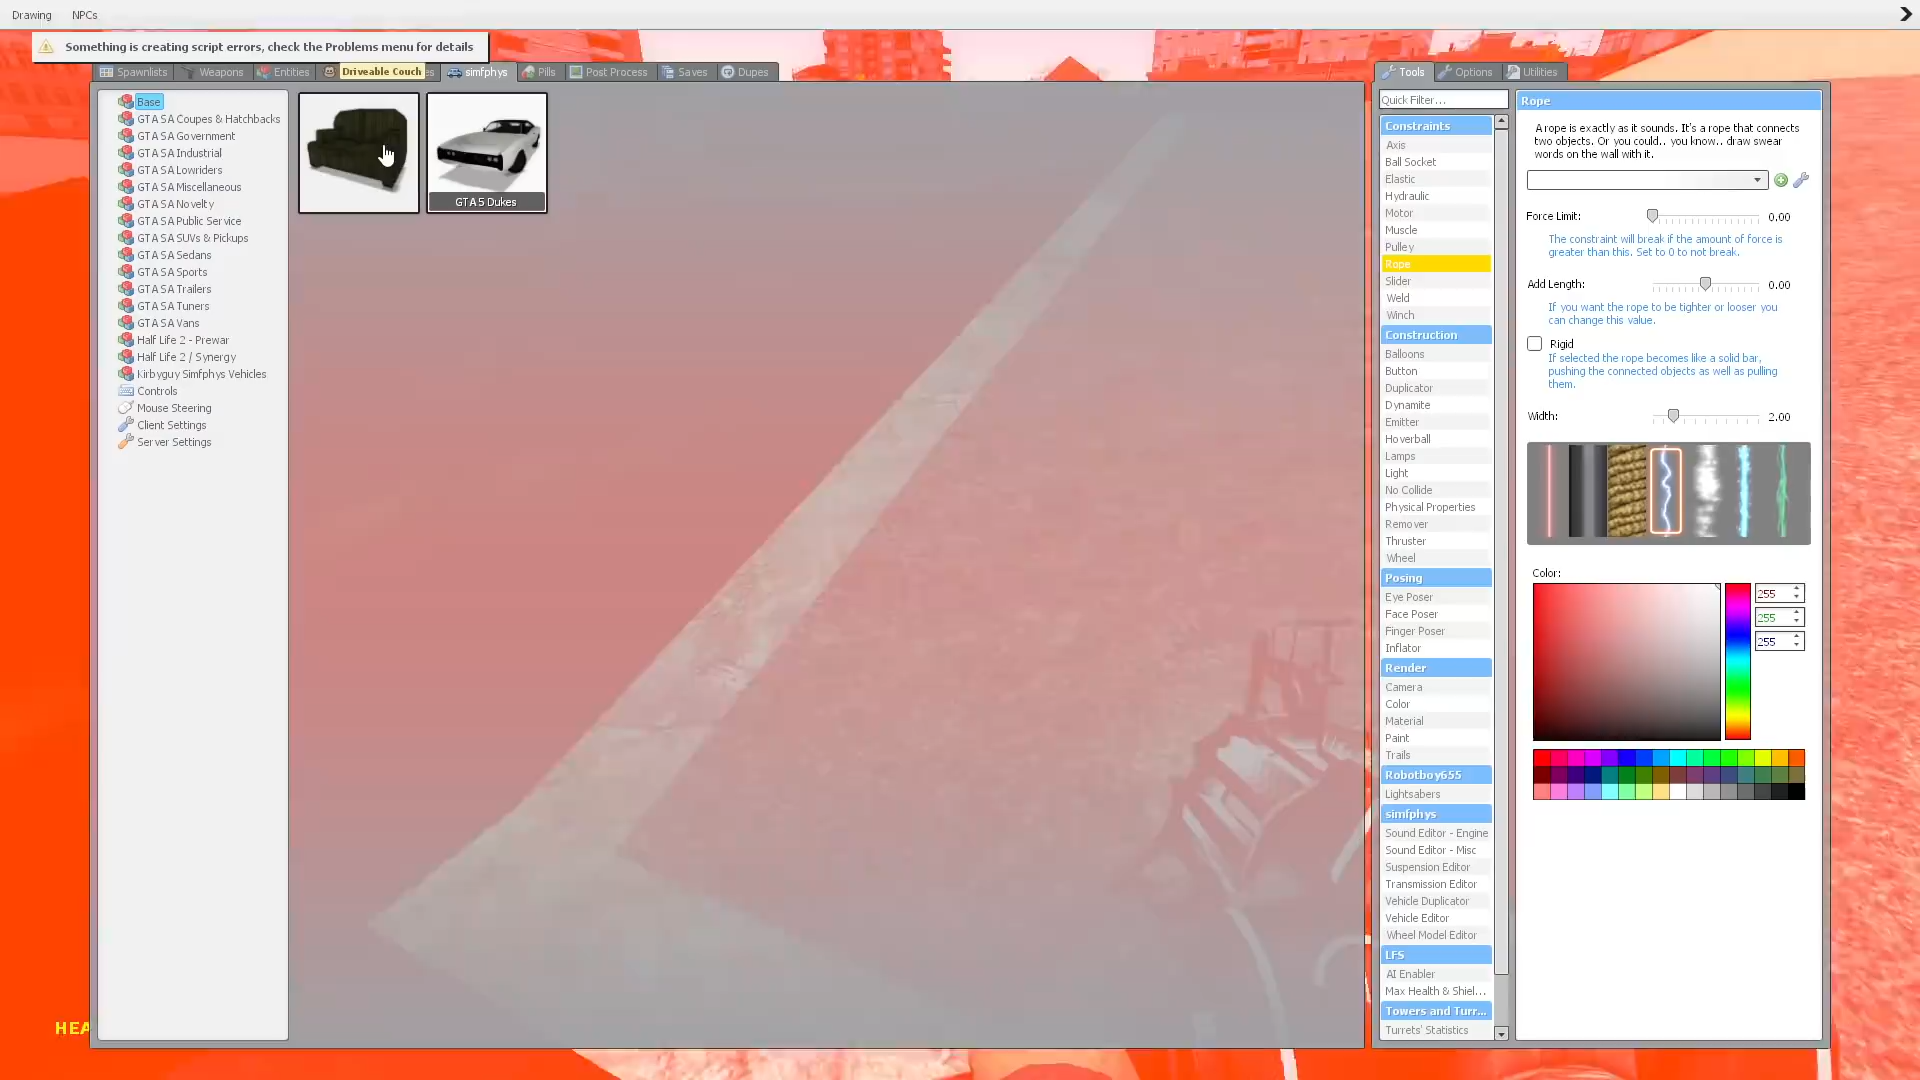 Drawing
NPCs
Something is creating script errors, check the Problems menu for details
Spawnlists
Weapons
Entities
Driveable Couch
simfphys
Pills
Post Process
Saves
Dupes
Base
GTA SA Coupes & Hatchbacks
GTA SA Government
GTA SA Industrial
GTA SA Lowriders
GTA SA Miscellaneous
GTA SA Novelty
GTA SA Public Service
GTA SA SUVs & Pickups
GTA SA Sedans
GTA SA Sports
GTA SA Trailers
GTA SA Tuners
GTA SA Vans
Half Life 2 - Prewar
Half Life 2 / Synergy
Kirbyguy Simfphys Vehicles
Controls
Mouse Steering
Client Settings
Server Settings
GTA 5 Dukes
HEA
Tools
Options
Utilities
Quick Filter...
Constraints
Axis
Ball Socket
Elastic
Hydraulic
Motor
Muscle
Pulley
Rope
Slider
Weld
Winch
Construction
Balloons
Button
Duplicator
Dynamite
Emitter
Hoverball
Lamps
Light
No Collide
Physical Properties
Remover
Thruster
Wheel
Posing
Eye Poser
Face Poser
Finger Poser
Inflator
Render
Camera
Color
Material
Paint
Trails
Robotboy655
Lightsabers
simfphys
Sound Editor - Engine
Sound Editor - Misc
Suspension Editor
Transmission Editor
Vehicle Duplicator
Vehicle Editor
Wheel Model Editor
LFS
AI Enabler
Max Health & Shiel...
Towers and Turr...
Turrets' Statistics
Rope
A rope is exactly as it sounds. It's a rope that connects
two objects. Or you could.. you know.. draw swear
words on the wall with it.
Force Limit:
0.00
The constraint will break if the amount of force is
greater than this. Set to 0 to not break.
Add Length:
0.00
If you want the rope to be tighter or looser you
can change this value.
Rigid
If selected the rope becomes like a solid bar,
pushing the connected objects as well as pulling
them.
Width:
2.00
Color:
255
255
255